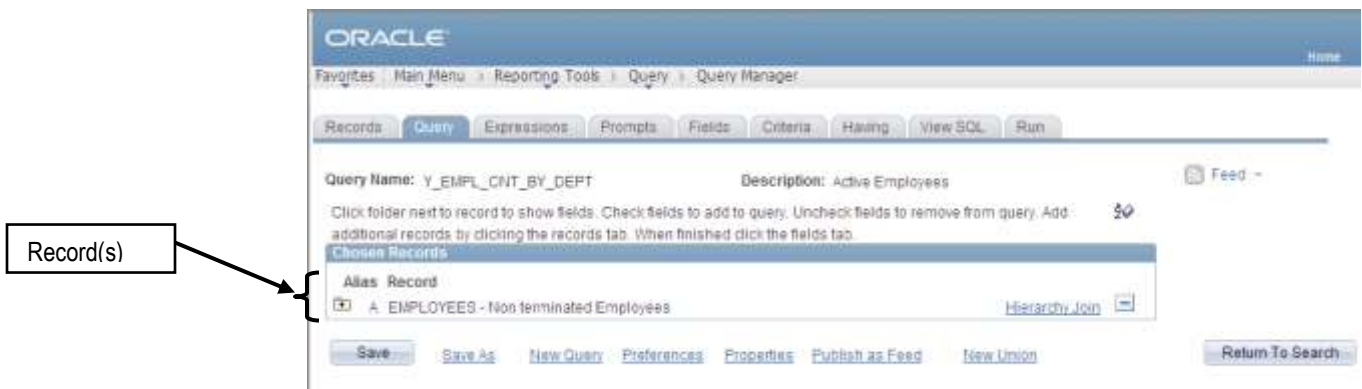 ORACLE
Home
Favorites Main Menu > Reporting Tools > Query > Query Manager
Records Query Expressions Prompts Fields Criteria Having View SQL Run
Query Name: Y_EMPL_CNT_BY_DEPT Description: Active Employees Feed
Click folder next to record to show fields. Check fields to add to query. Uncheck fields to remove from query. Add
additional records by clicking the records tab. When finished click the fields tab.
Record(s)
Chosen Records
Alias Record
A EMPLOYEES - Non terminated Employees Hierarchy Join
Save Save As New Query Preferences Properties Publish as Feed New Union Return To Search